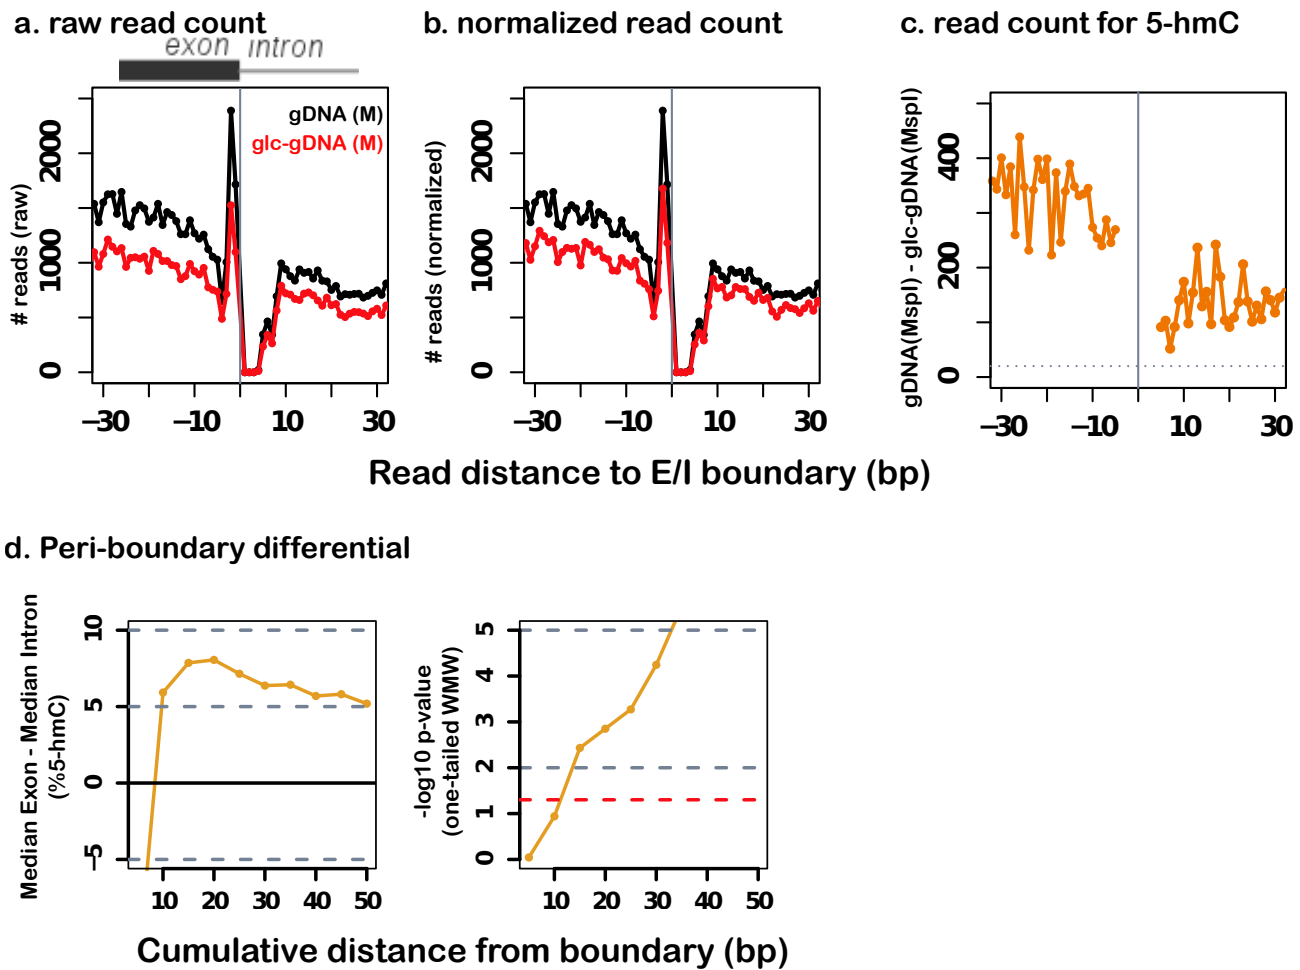 a. raw read count
exon intron
gDNA (M)
glc-gDNA (M)
# reads (raw)
0
1000
2000
−30
−10
10
30
b. normalized read count
# reads (normalized)
0
1000
2000
−30
−10
10
30
c. read count for 5-hmC
gDNA(MspI) - glc-gDNA(MspI)
0
200
400
−30
−10
10
30
Read distance to E/I boundary (bp)
d. Peri-boundary differential
Median Exon - Median Intron
(%5-hmC)
−5
0
5
10
10
20
30
40
50
-log10 p-value
(one-tailed WMW)
0
1
2
3
4
5
10
20
30
40
50
Cumulative distance from boundary (bp)